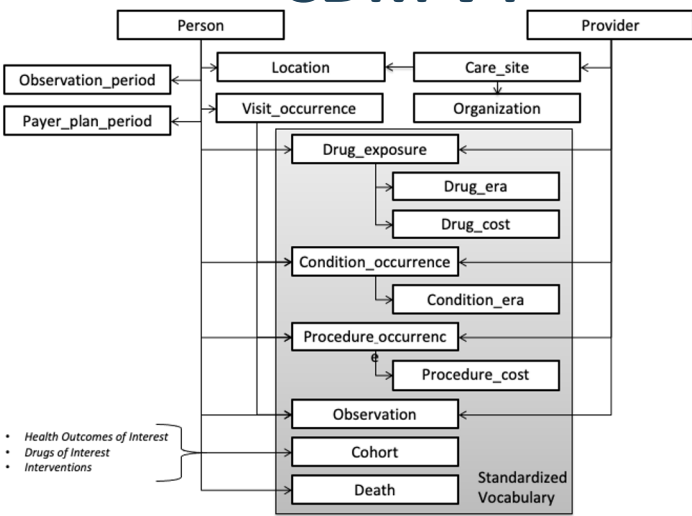 Person
Provider
Location
Care_site
Observation_period
Visit_occurrence
Organization
Payer_plan_period
Drug_exposure
Drug_era
Drug_cost
Condition_occurrence
Condition_era
Procedure_occurrenc
e
Procedure_cost
Observation
• Health Outcomes of Interest
• Drugs of Interest
• Interventions
Cohort
Death
Standardized
Vocabulary